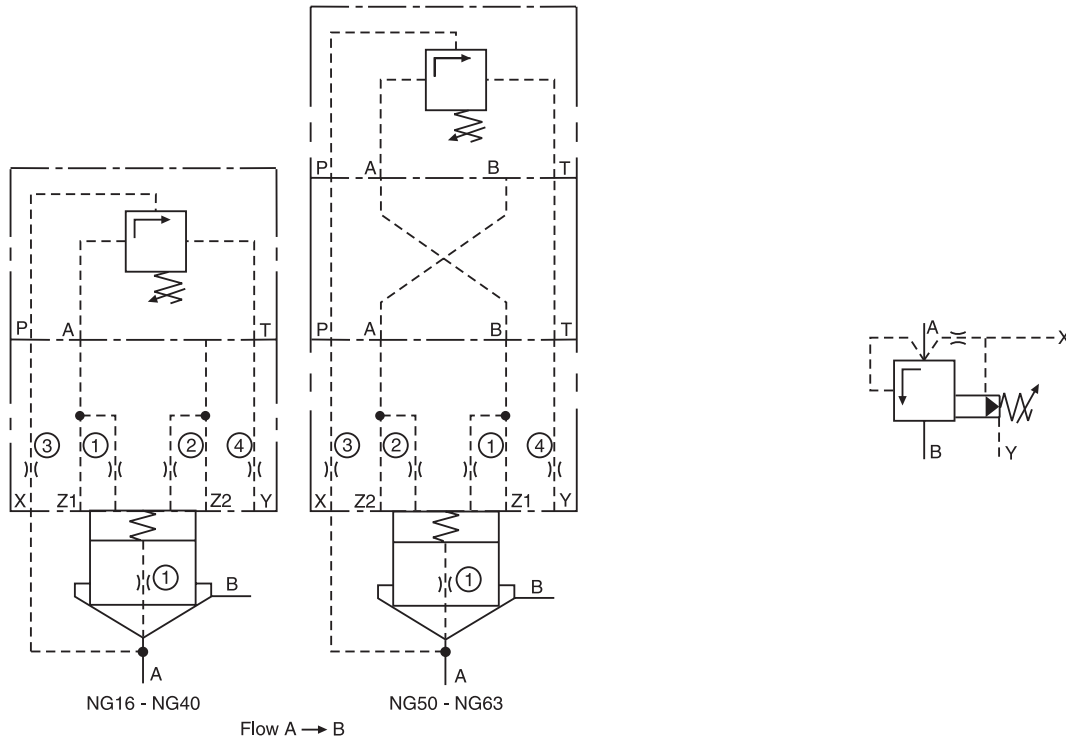 P A B T
P A T
P A B T
3 1 2 4
3 2 1 4
X Z1 Z2 Y
X Z2 Z1 Y
1 B
1 B
A
A
NG16 - NG40
NG50 - NG63
Flow A → B
A X
B Y